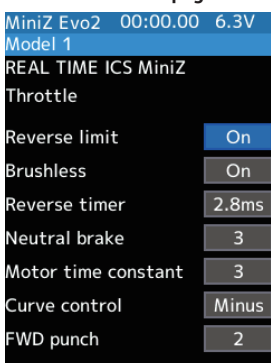 MiniZ Evo2 00:00.00 6.3V
Model 1
REAL TIME ICS MiniZ
Throttle
Reverse limit On
Brushless On
Reverse timer 2.8ms
Neutral brake 3
Motor time constant 3
Curve control Minus
FWD punch 2